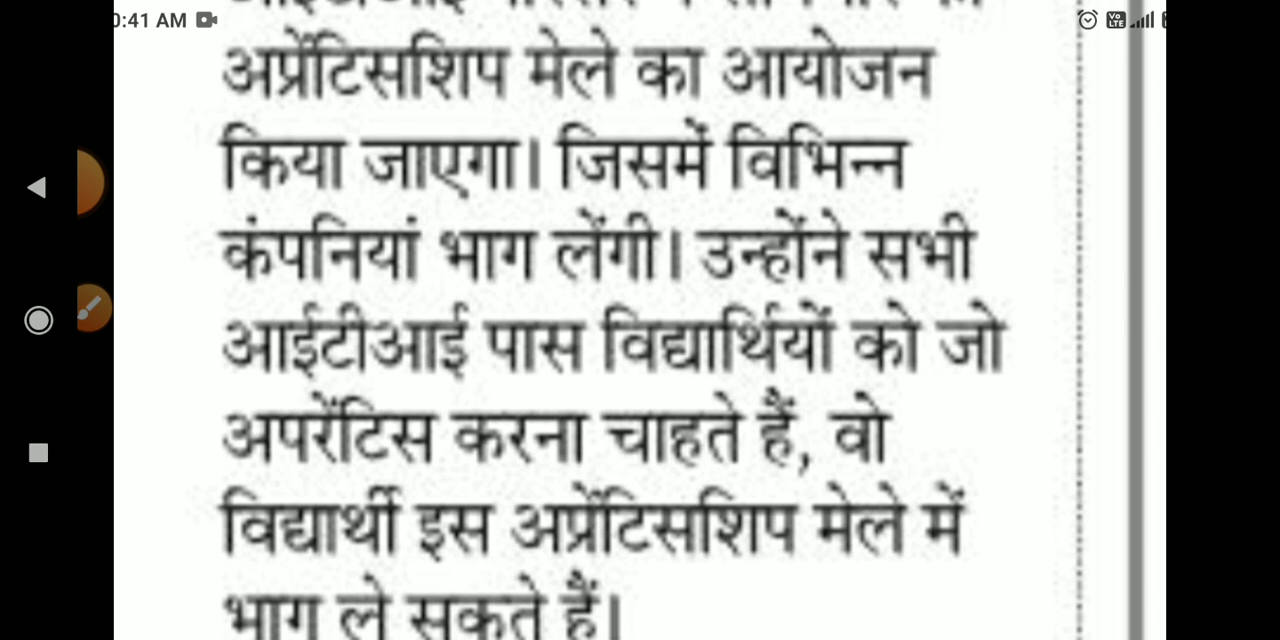 0:41 AM
अप्रेंटिसशिप मेले का आयोजन
किया जाएगा। जिसमें विभिन्न
कंपनियां भाग लेंगी। उन्होंने सभी
आईटीआई पास विद्यार्थियों को जो
अपरेंटिस करना चाहते हैं, वो
विद्यार्थी इस अप्रेंटिसशिप मेले में
भाग ले सकते हैं।